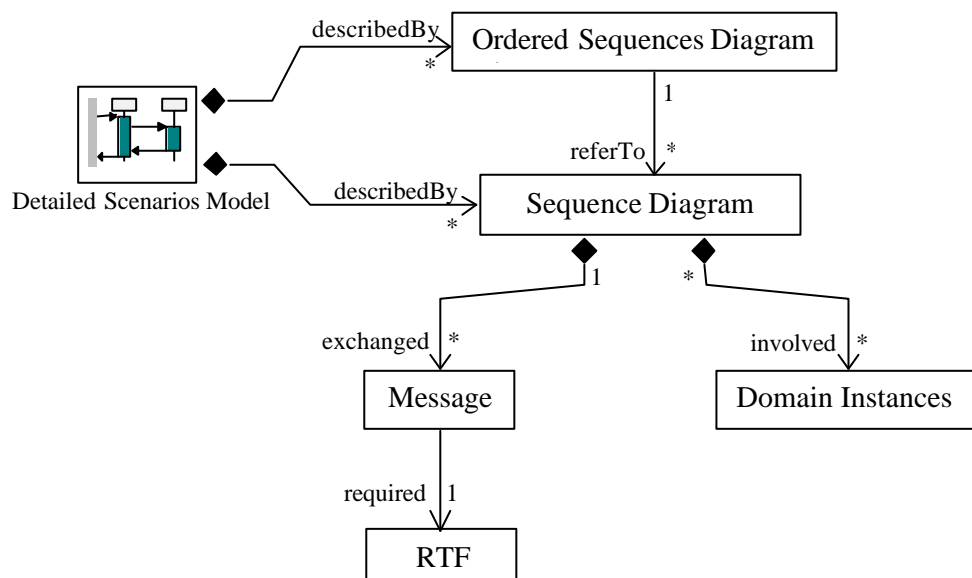 describedBy
*
Ordered Sequences Diagram
1
referTo
*
Detailed Scenarios Model
describedBy
*
Sequence Diagram
1
*
exchanged
*
involved
*
Message
Domain Instances
required
1
RTF